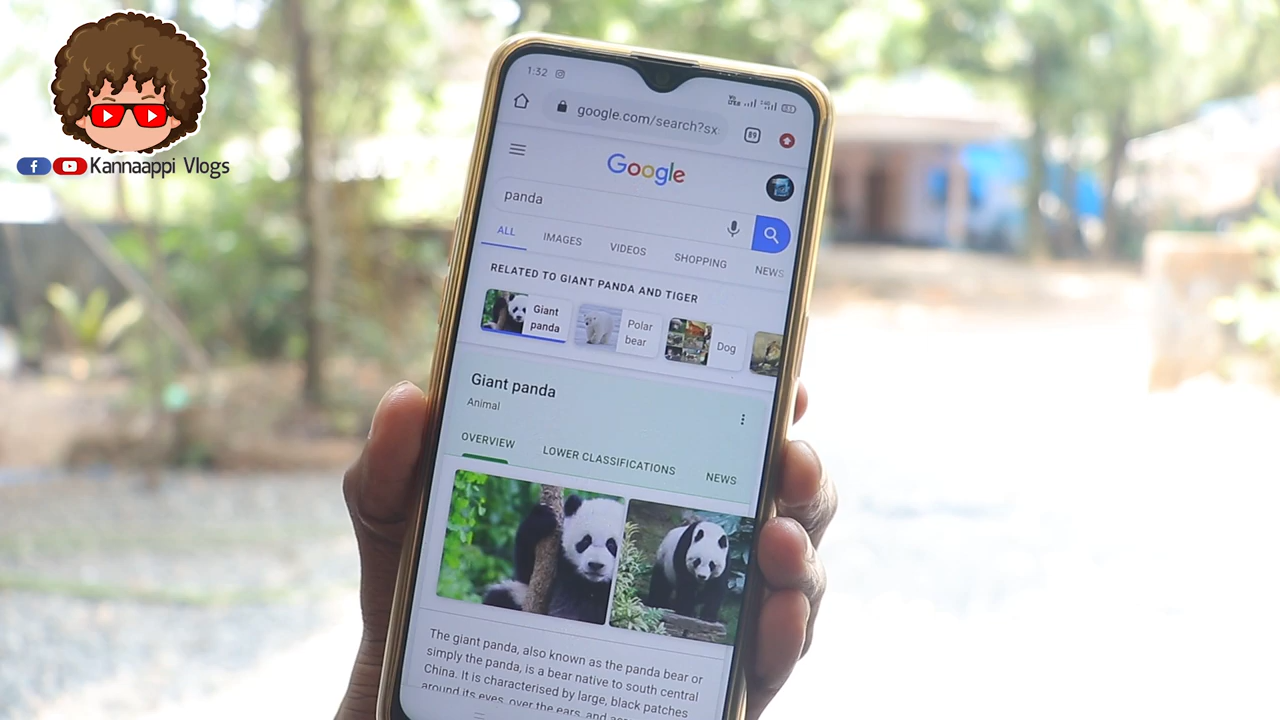 Kannaappi Vlogs
1:32
google.com/search?sx
89
Google
panda
ALL IMAGES VIDEOS SHOPPING NEWS
RELATED TO GIANT PANDA AND TIGER
Giant panda
Polar bear
Dog
Giant panda
Animal
OVERVIEW LOWER CLASSIFICATIONS NEWS
The giant panda, also known as the panda bear or
simply the panda, is a bear native to south central
China. It is characterised by large, black patches
around its eyes, over the ears, and